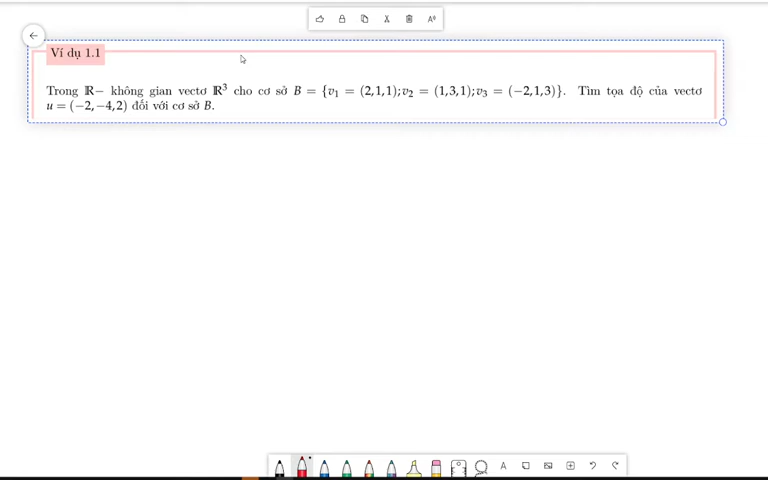 Ví dụ 1.1
Trong ℝ− không gian vectơ ℝ³ cho cơ sở B = {v₁ = (2,1,1);v₂ = (1,3,1);v₃ = (−2,1,3)}. Tìm tọa độ của vectơ
u = (−2,−4,2) đối với cơ sở B.